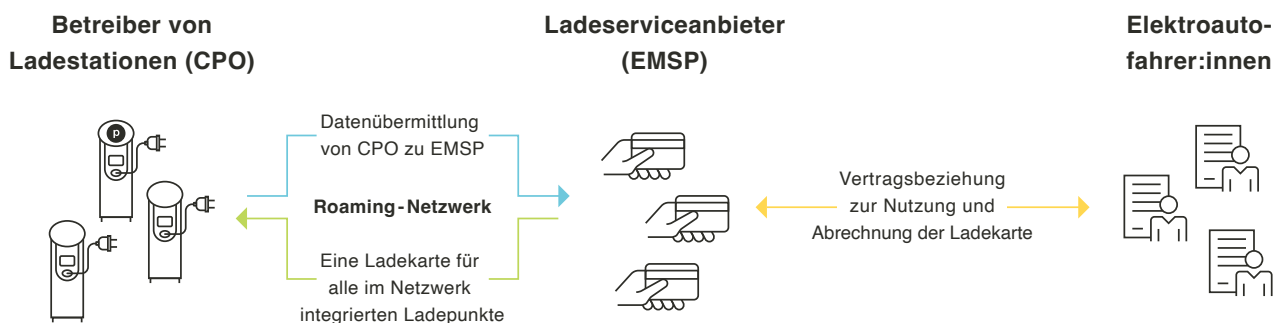 Betreiber von
Ladestationen (CPO)
Ladeserviceanbieter
(EMSP)
Elektroauto-
fahrer:innen
p
Datenübermittlung
von CPO zu EMSP
Roaming-Netzwerk
Eine Ladekarte für
alle im Netzwerk
integrierten Ladepunkte
Vertragsbeziehung
zur Nutzung und
Abrechnung der Ladekarte